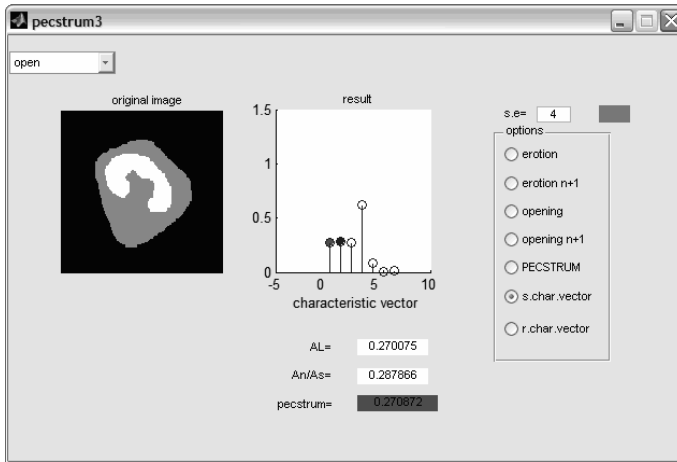 pecstrum3
open
original image
result
1.5
1
0.5
0
-5 0 5 10
characteristic vector
s.e= 4
options
erotion
erotion n+1
opening
opening n+1
PECSTRUM
s.char.vector
r.char.vector
AL= 0.270075
An/As= 0.287866
pecstrum= 0.270872